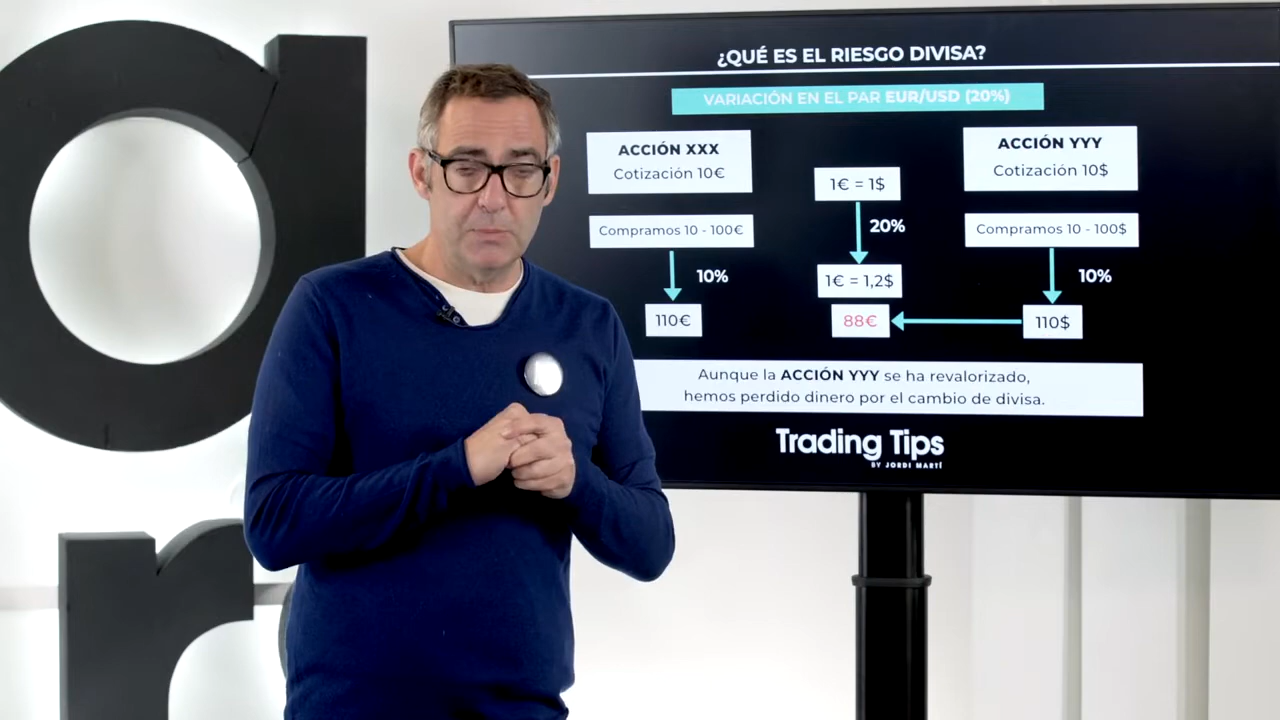 ¿QUÉ ES EL RIESGO DIVISA?
VARIACIÓN EN EL PAR EUR/USD (20%)
ACCIÓN XXX
Cotización 10€
Compramos 10 - 100€
10%
110€
1€ = 1$
20%
1€ = 1,2$
88€
ACCIÓN YYY
Cotización 10$
Compramos 10 - 100$
10%
110$
Aunque la ACCIÓN YYY se ha revalorizado,
hemos perdido dinero por el cambio de divisa.
Trading Tips
BY JORDI MARTÍ